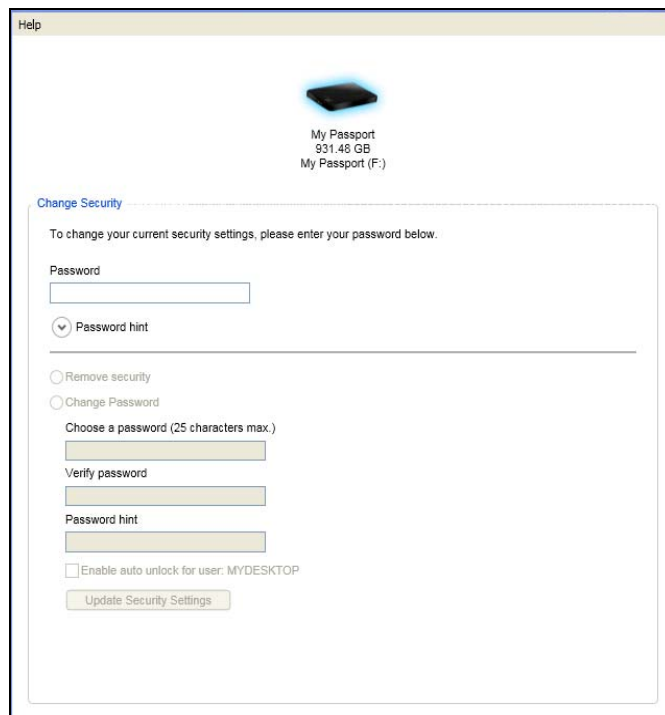 Help
My Passport
931.48 GB
My Passport (F:)
Change Security
To change your current security settings, please enter your password below.
Password
Password hint
Remove security
Change Password
Choose a password (25 characters max.)
Verify password
Password hint
Enable auto unlock for user: MYDESKTOP
Update Security Settings